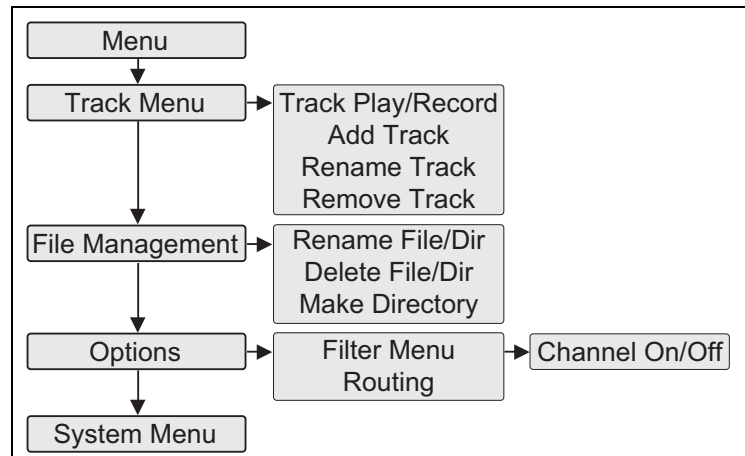 Menu
Track Menu
Track Play/Record
Add Track
Rename Track
Remove Track
File Management
Rename File/Dir
Delete File/Dir
Make Directory
Options
Filter Menu
Routing
Channel On/Off
System Menu